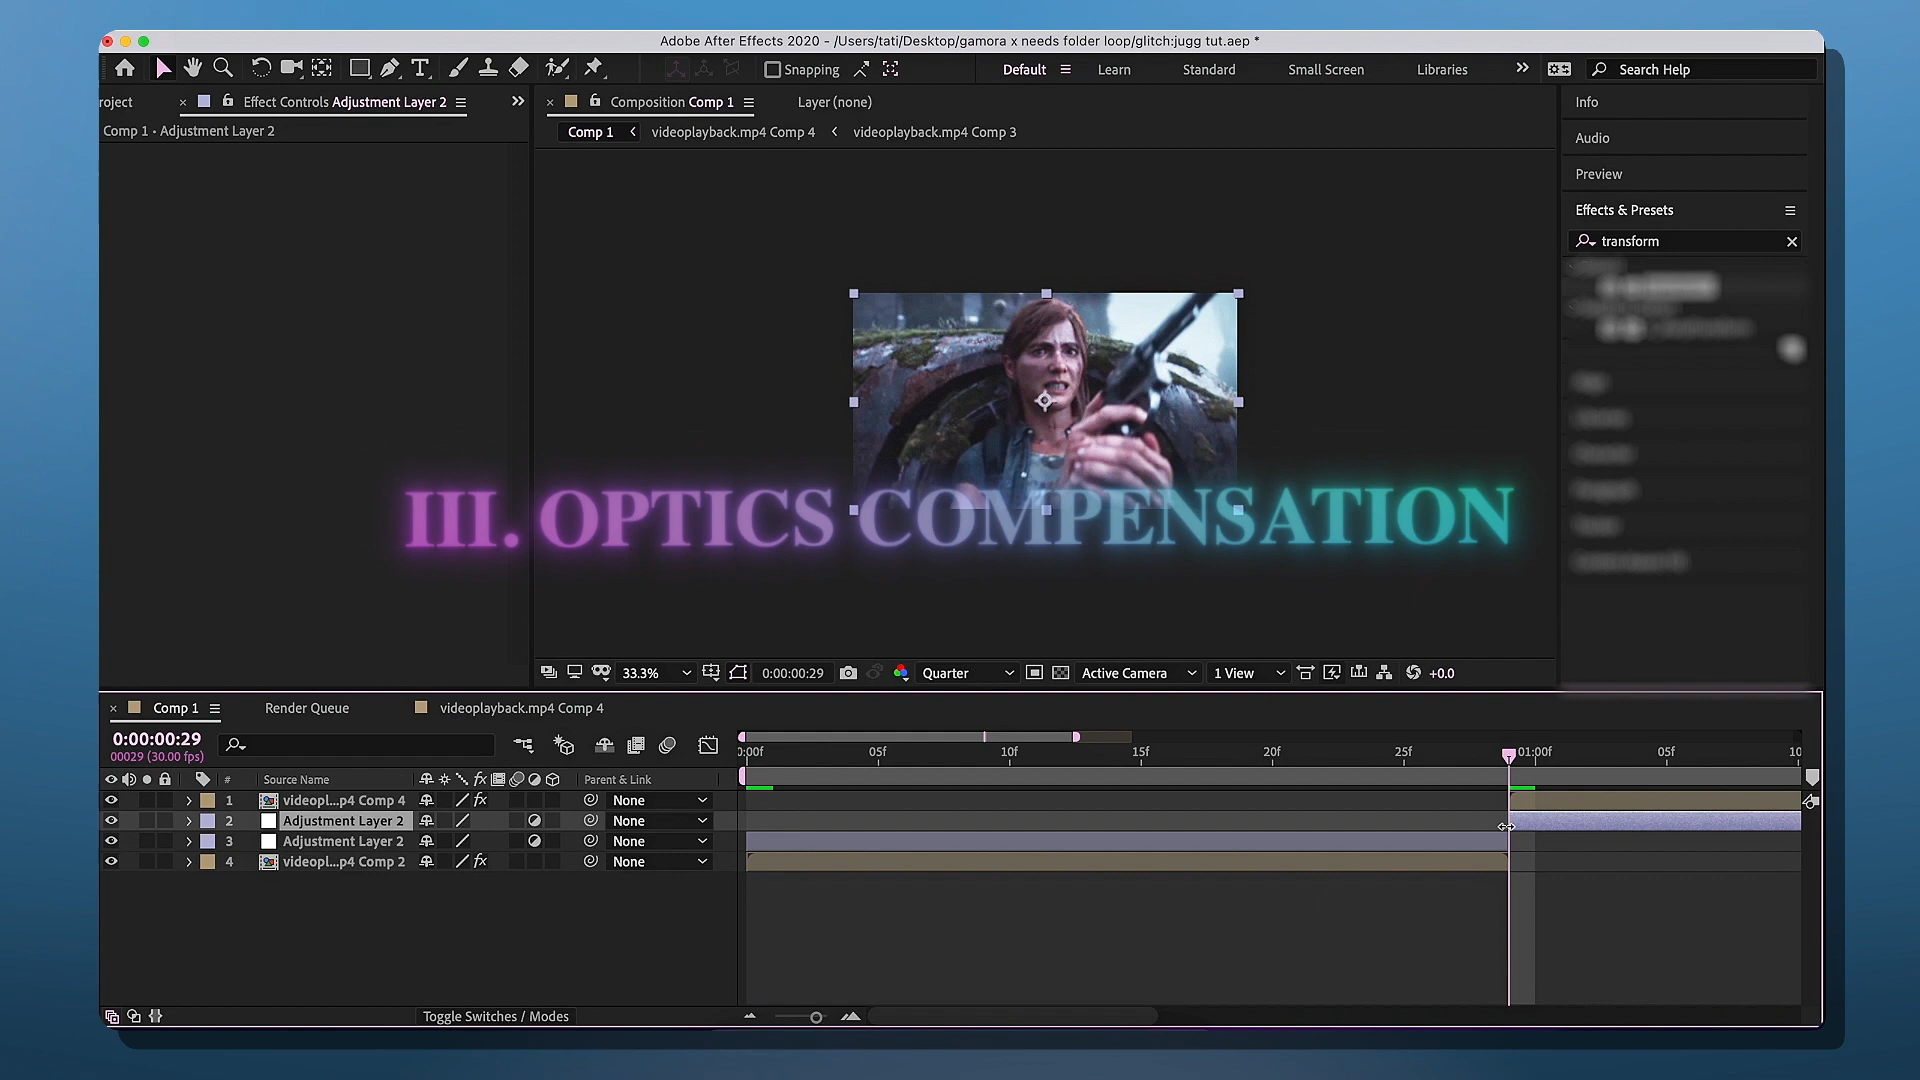 Adobe After Effects 2020 - /Users/tati/Desktop/gamora x needs folder loop/glitch:jugg tut.aep *
Snapping
Default
Learn
Standard
Small Screen
Libraries
Search Help
roject
Effect Controls Adjustment Layer 2
Composition Comp 1
Layer (none)
Info
Comp 1 • Adjustment Layer 2
Comp 1
videoplayback.mp4 Comp 4
videoplayback.mp4 Comp 3
Audio
Preview
Effects & Presets
transform
III. OPTICS COMPENSATION
33.3%
0:00:00:29
Quarter
Active Camera
1 View
+0.0
Comp 1
Render Queue
videoplayback.mp4 Comp 4
0:00:00:29
00029 (30.00 fps)
0:00f
05f
10f
15f
20f
25f
01:00f
05f
10
#
Source Name
fx
Parent & Link
1
videopl...p4 Comp 4
fx
None
2
Adjustment Layer 2
None
3
Adjustment Layer 2
None
4
videopl...p4 Comp 2
fx
None
Toggle Switches / Modes